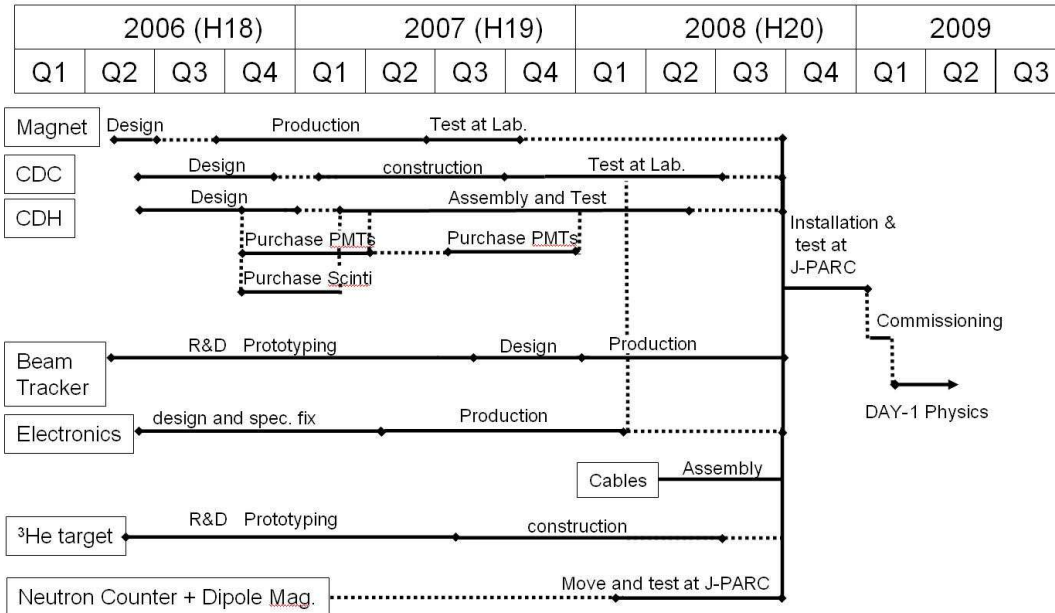 2006 (H18) 2007 (H19) 2008 (H20) 2009
Q1 Q2 Q3 Q4 Q1 Q2 Q3 Q4 Q1 Q2 Q3 Q4 Q1 Q2 Q3
Magnet Design Production Test at Lab.
CDC Design construction Test at Lab.
CDH Design Assembly and Test
Purchase PMTs Purchase PMTs
Purchase Scinti
Installation &
test at
J-PARC
Commissioning
DAY-1 Physics
Beam
Tracker
R&D Prototyping Design Production
Electronics design and spec. fix Production
Cables Assembly
³He target R&D Prototyping construction
Neutron Counter + Dipole Mag. Move and test at J-PARC